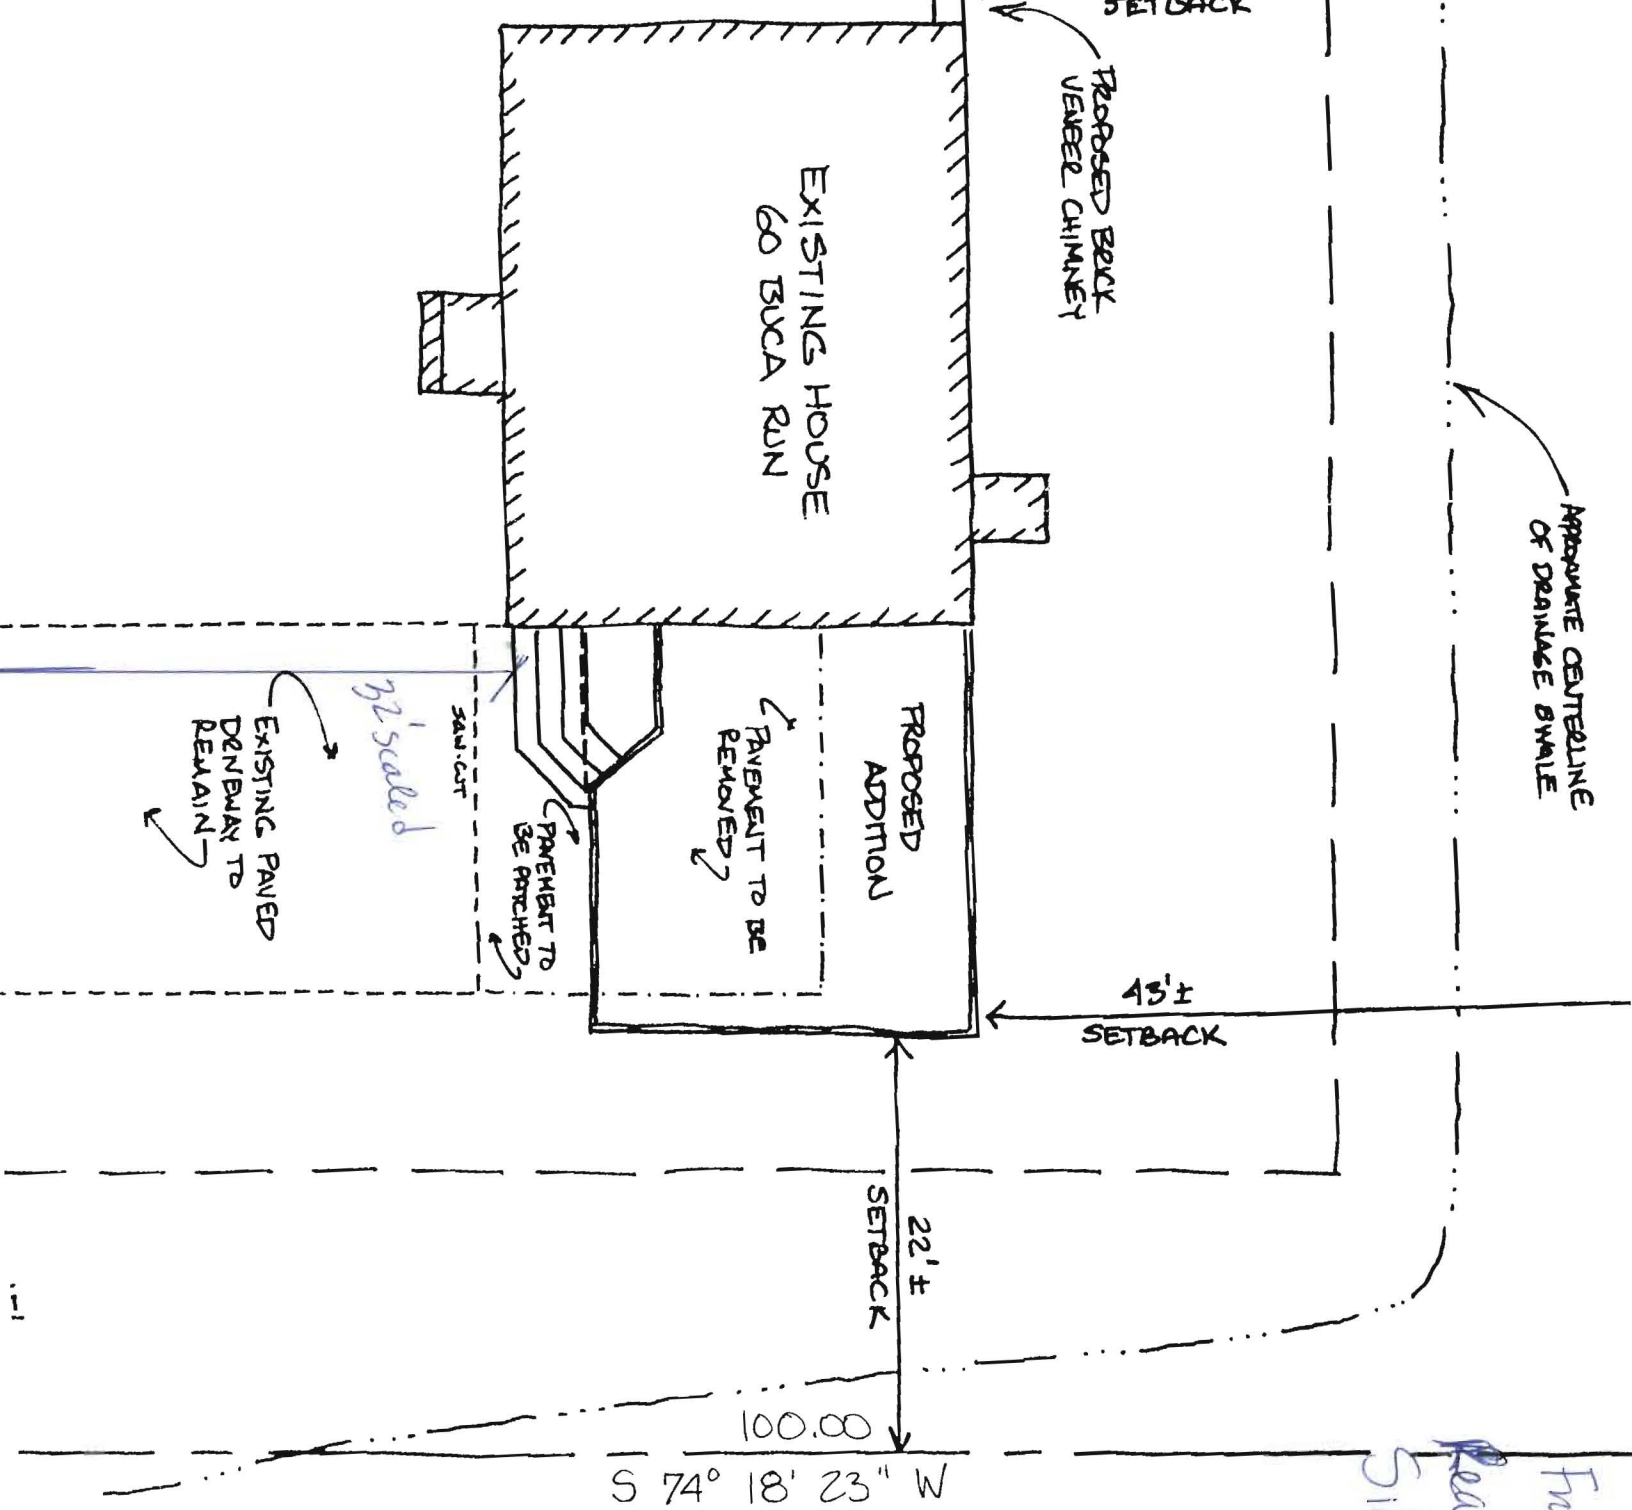 SETBACK
PROPOSED BRICK
VENEER CHIMNEY
EXISTING HOUSE
60 BUCA RUN
APPROXIMATE CENTERLINE
OF DRAINAGE SWALE
PROPOSED
ADDITION
PAVEMENT TO BE
REMOVED
PAVEMENT TO
BE PATCHED
SAWCUT
32' scaled
EXISTING PAVED
DRIVEWAY TO
REMAIN
43'±
SETBACK
22'±
SETBACK
100.00
S 74° 18' 23" W